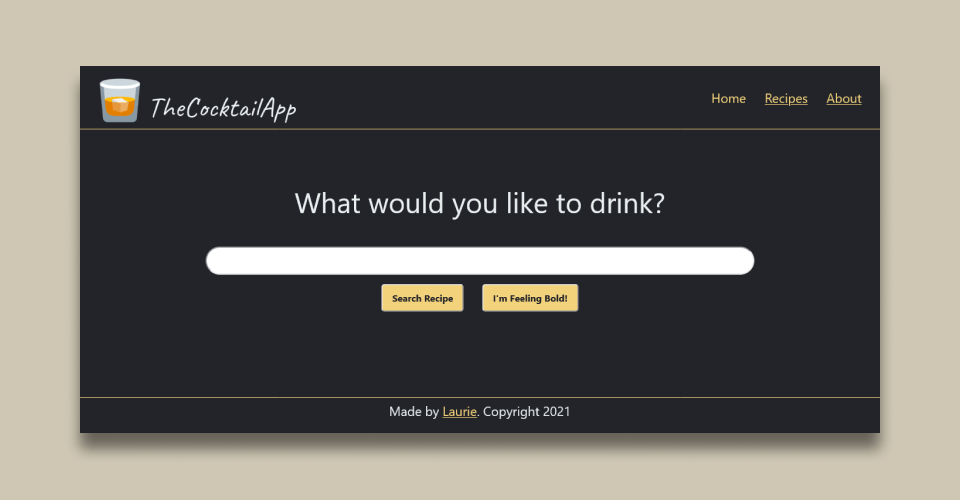 TheCocktailApp
Home Recipes About
What would you like to drink?
Search Recipe I'm Feeling Bold!
Made by Laurie. Copyright 2021